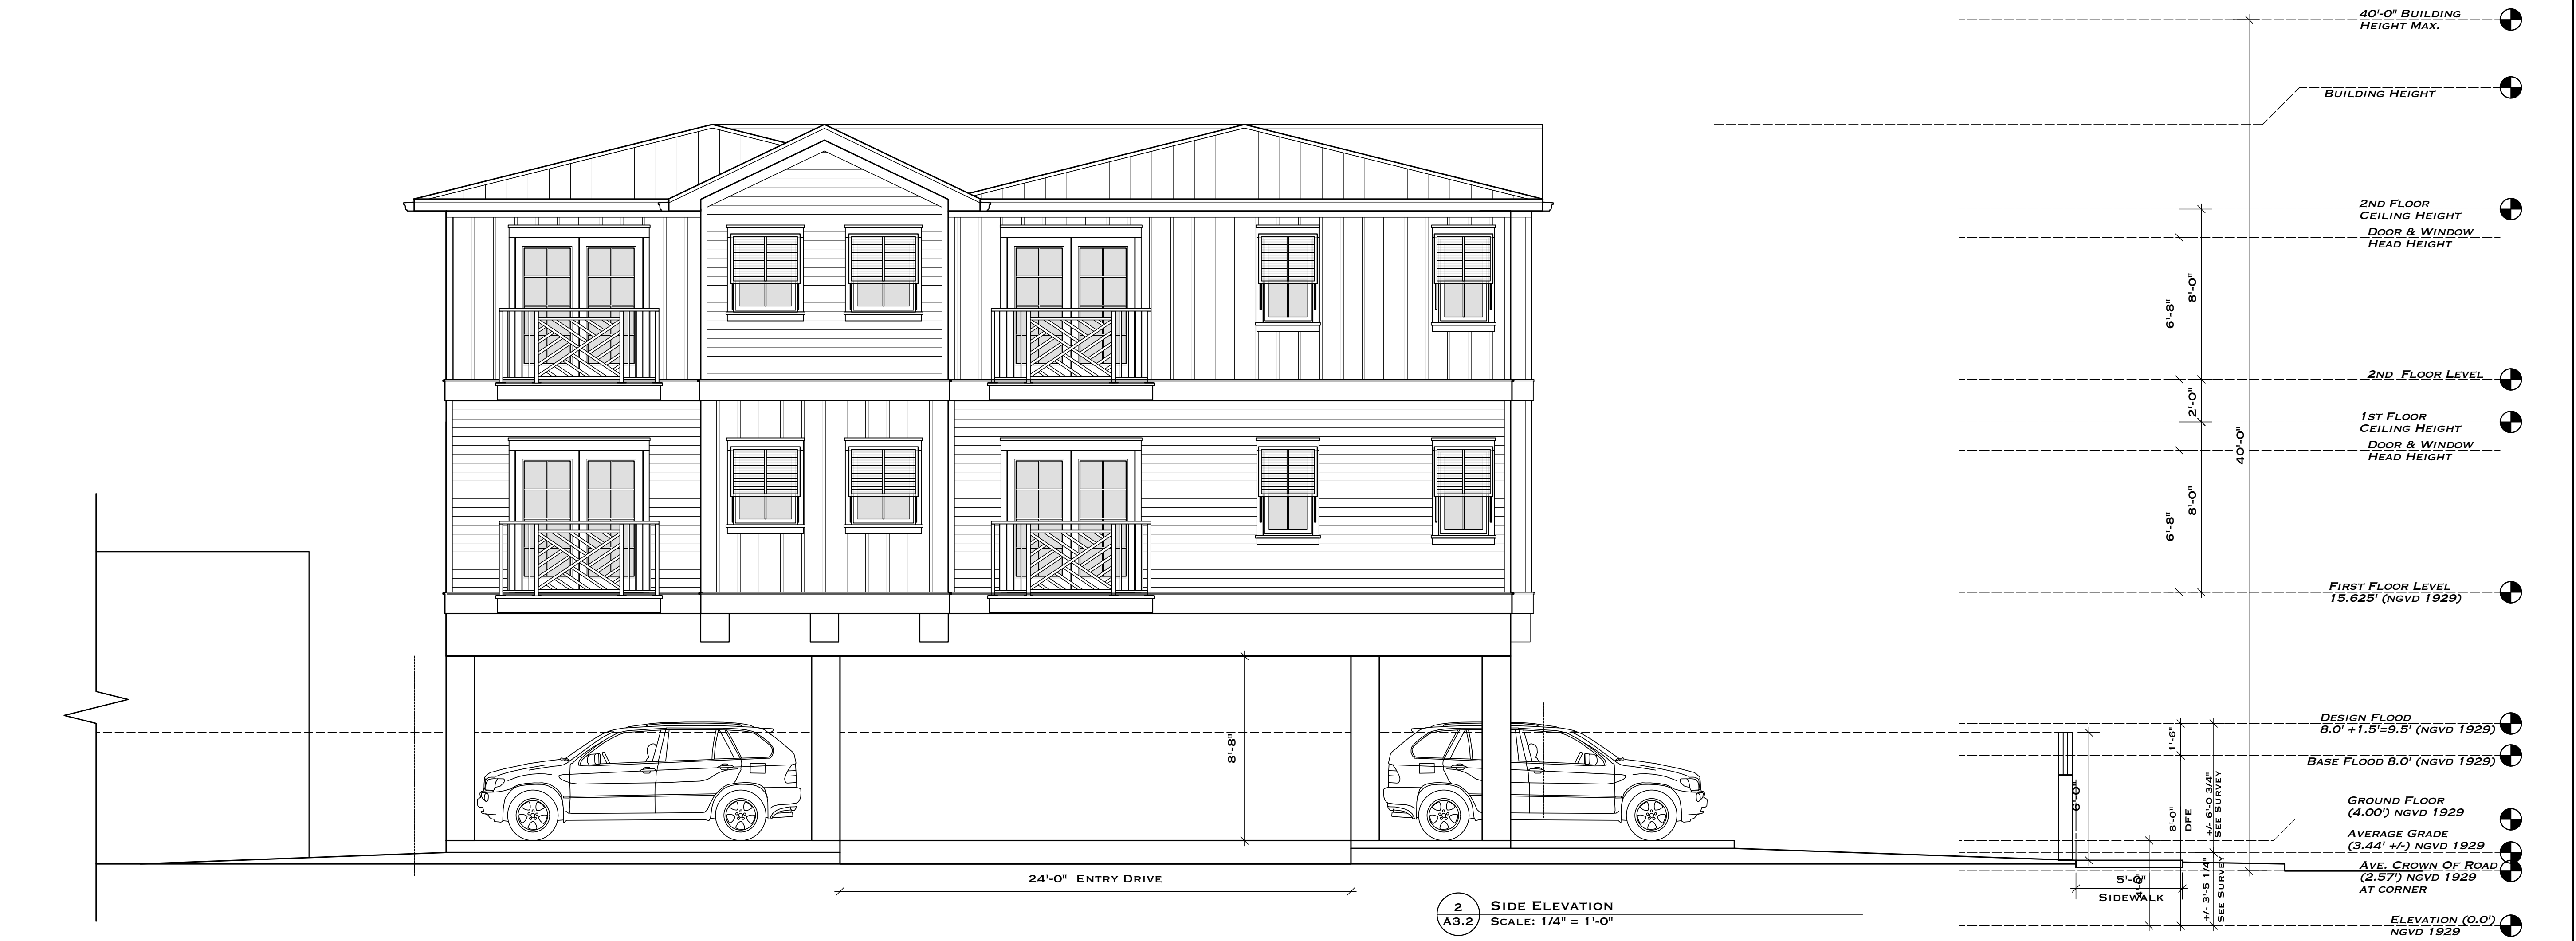 40'-0" Building
Height Max.
Building Height
2nd Floor
Ceiling Height
Door & Window
Head Height
6'-8"
8'-0"
2nd Floor Level
2'-0"
1st Floor
Ceiling Height
40'-0"
Door & Window
Head Height
6'-8"
8'-0"
First Floor Level
15.625' (NGVD 1929)
8'-8"
Design Flood
8.0' +1.5'=9.5' (NGVD 1929)
1'-6"
Base Flood 8.0' (NGVD 1929)
6'-0"
8'-0"
DFE
+/- 6'-0 3/4"
See Survey
Ground Floor
(4.00') NGVD 1929
Average Grade
(3.44' +/-) NGVD 1929
Ave. Crown Of Road
(2.57') NGVD 1929
at corner
24'-0" Entry Drive
5'-0"
Sidewalk
+/- 3'-5 1/4"
See Survey
2
A3.2
Side Elevation
Scale: 1/4" = 1'-0"
Elevation (0.0')
NGVD 1929